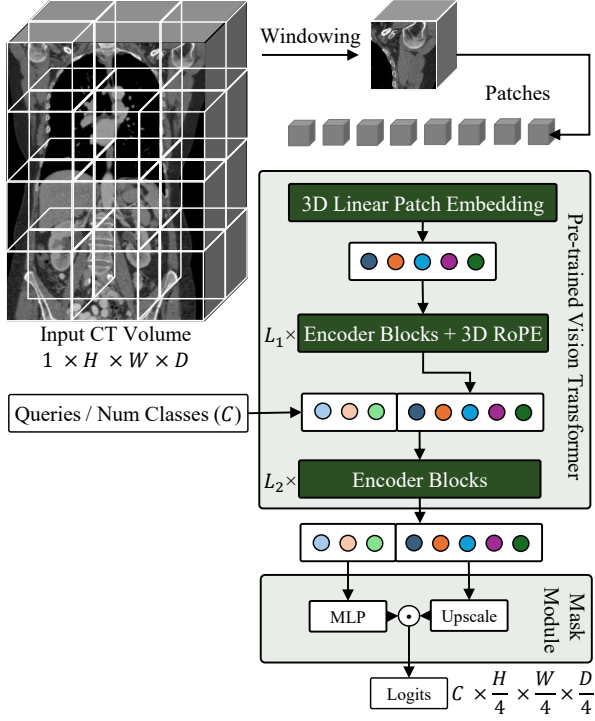 Windowing
Patches
Input CT Volume
1 × H × W × D
3D Linear Patch Embedding
L₁× Encoder Blocks + 3D RoPE
Queries / Num Classes (C)
L₂× Encoder Blocks
Pre-trained Vision Transformer
MLP
Upscale
Mask
Module
Logits
C × H/4 × W/4 × D/4